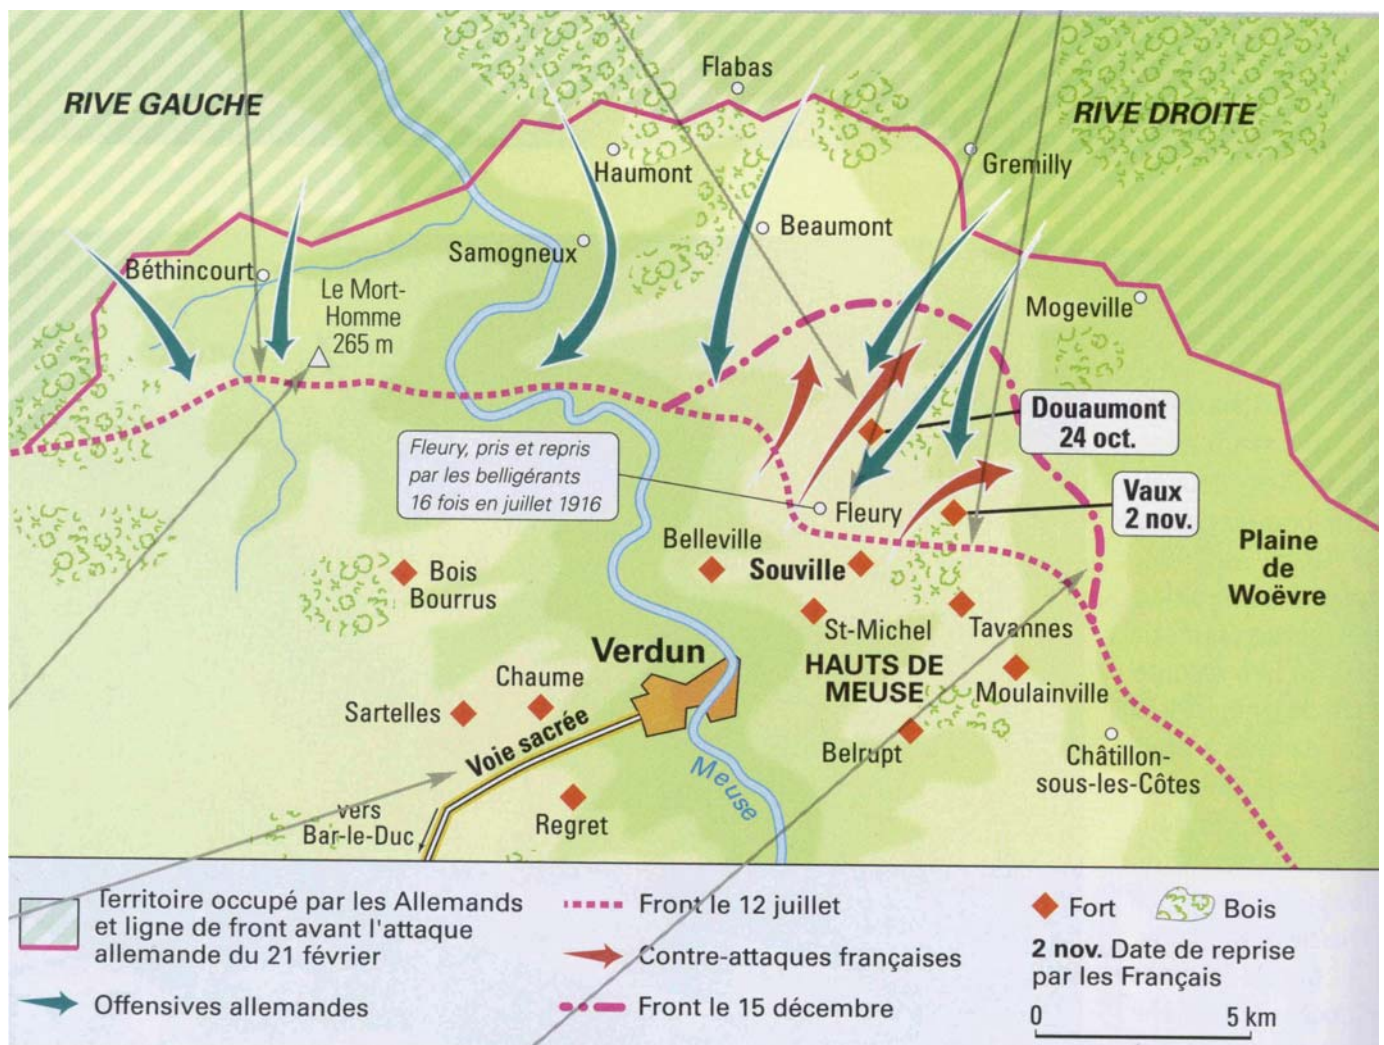 Flabas
RIVE GAUCHE
RIVE DROITE
Haumont
Gremilly
Beaumont
Samogneux
Béthincourt
Le Mort-
Homme
265 m
Mogeville
Douaumont
24 oct.
Fleury, pris et repris
par les belligérants
16 fois en juillet 1916
Fleury
Vaux
2 nov.
Belleville
Souville
Plaine
de
Woëvre
Bois
Bourrus
St-Michel
Tavannes
Verdun
HAUTS DE
MEUSE
Moulainville
Chaume
Sartelles
Voie sacrée
Belrupt
Châtillon-
sous-les-Côtes
Meuse
Regret
vers
Bar-le-Duc
Territoire occupé par les Allemands
et ligne de front avant l'attaque
allemande du 21 février
Offensives allemandes
Front le 12 juillet
Contre-attaques françaises
Front le 15 décembre
Fort
Bois
2 nov. Date de reprise
par les Français
0
5 km